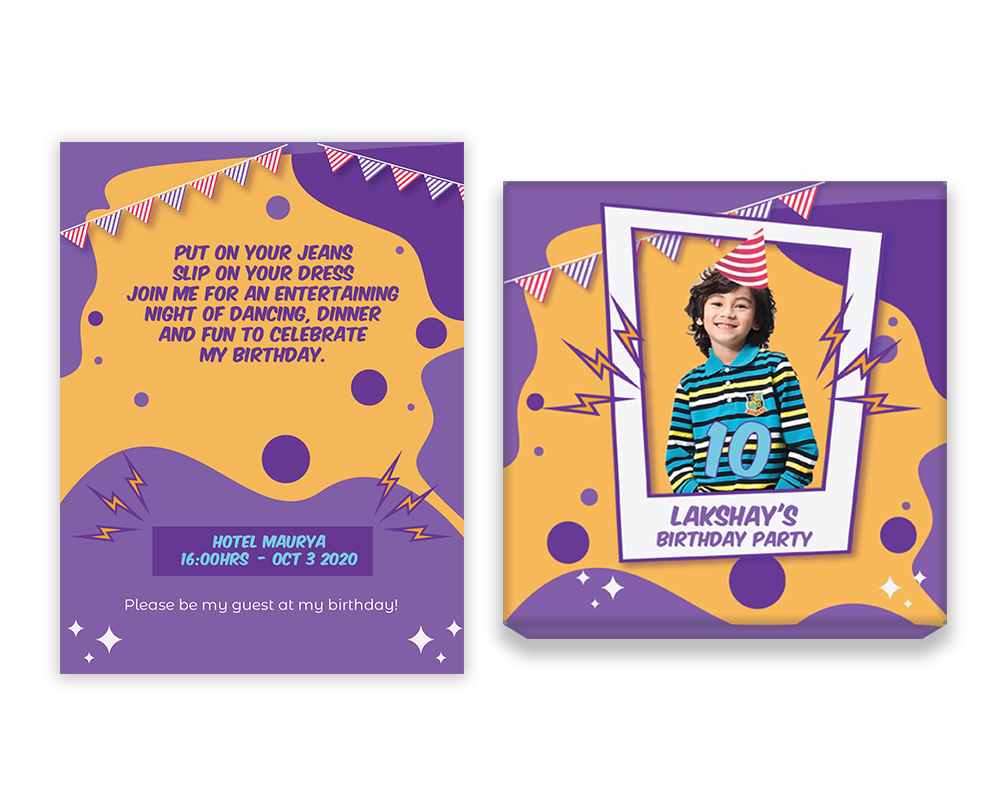 PUT ON YOUR JEANS
SLIP ON YOUR DRESS
JOIN ME FOR AN ENTERTAINING
NIGHT OF DANCING, DINNER
AND FUN TO CELEBRATE
MY BIRTHDAY.
HOTEL MAURYA
16:00HRS - OCT 3 2020
Please be my guest at my birthday!
10
LAKSHAY'S
BIRTHDAY PARTY